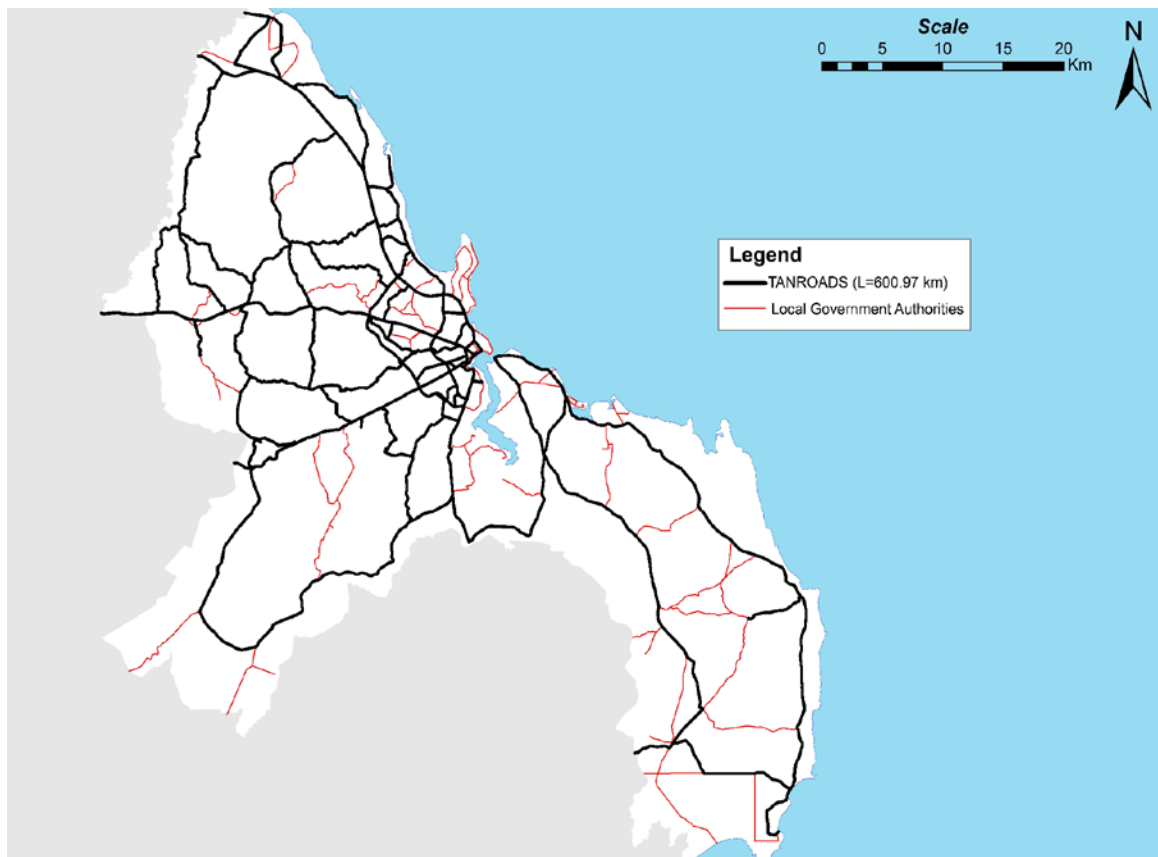 Scale
N
0 5 10 15 20
Km
Legend
TANROADS (L=600.97 km)
Local Government Authorities